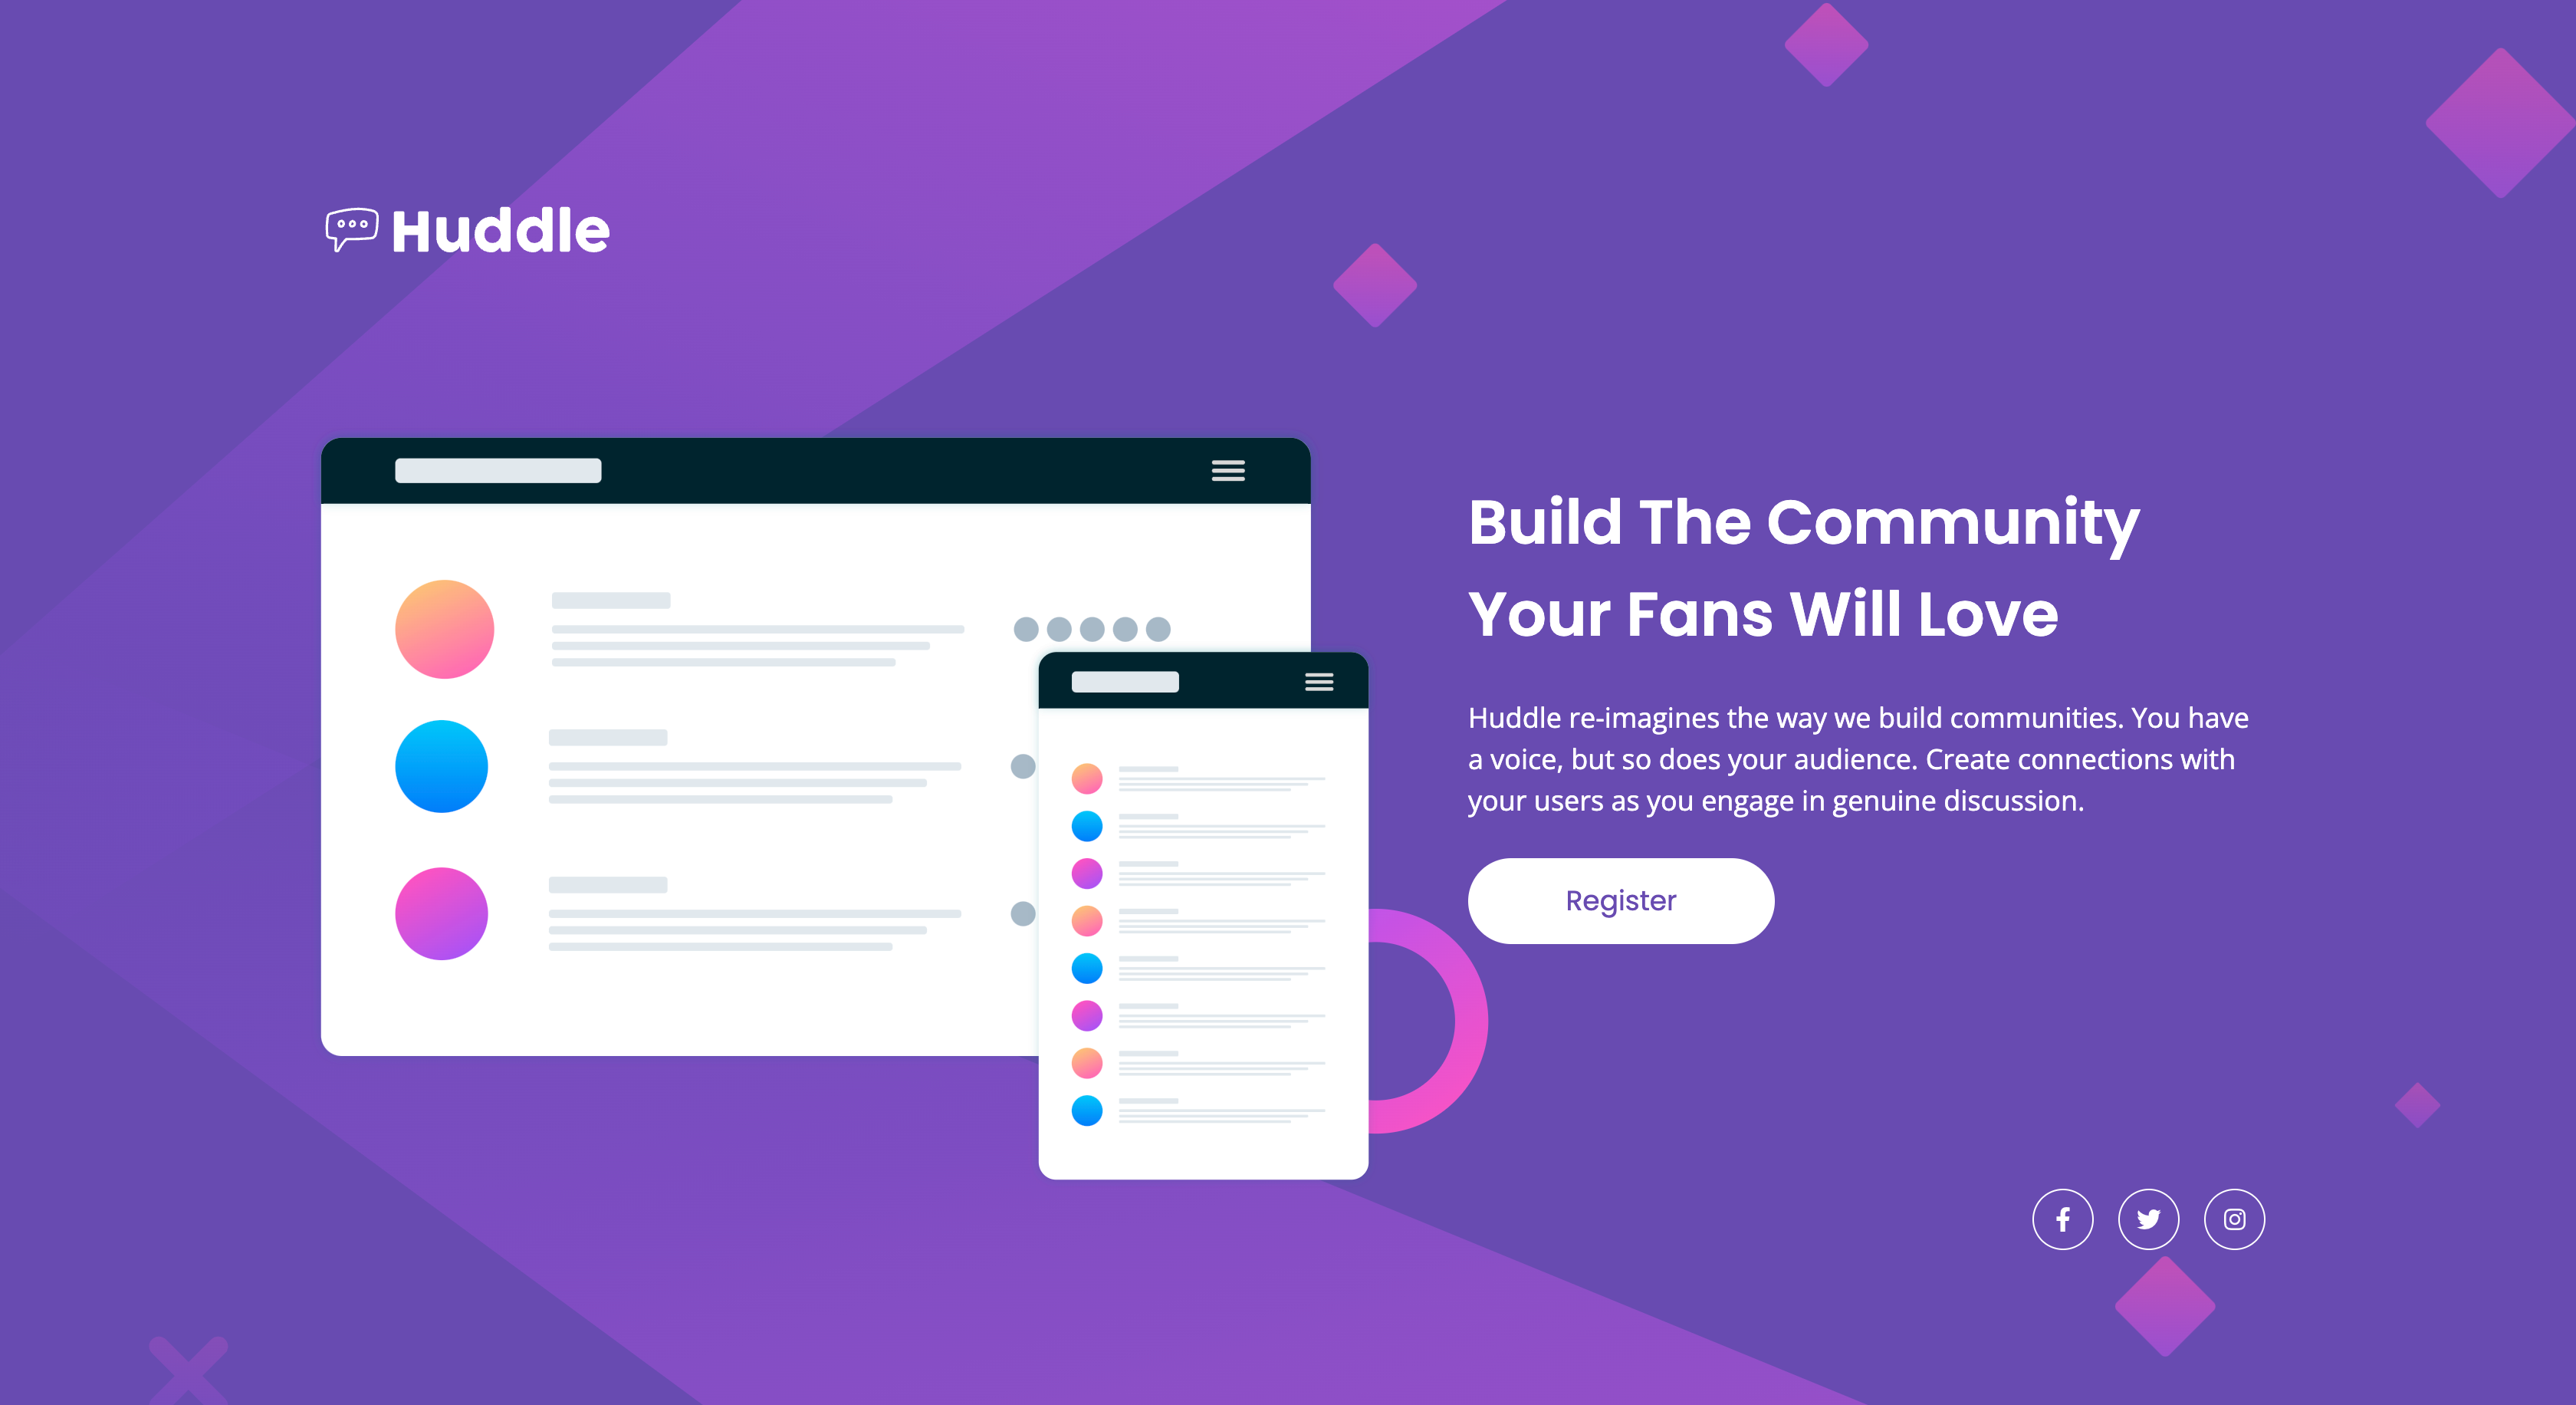 Huddle
Build The Community
Your Fans Will Love
Huddle re-imagines the way we build communities. You have
a voice, but so does your audience. Create connections with
your users as you engage in genuine discussion.
Register